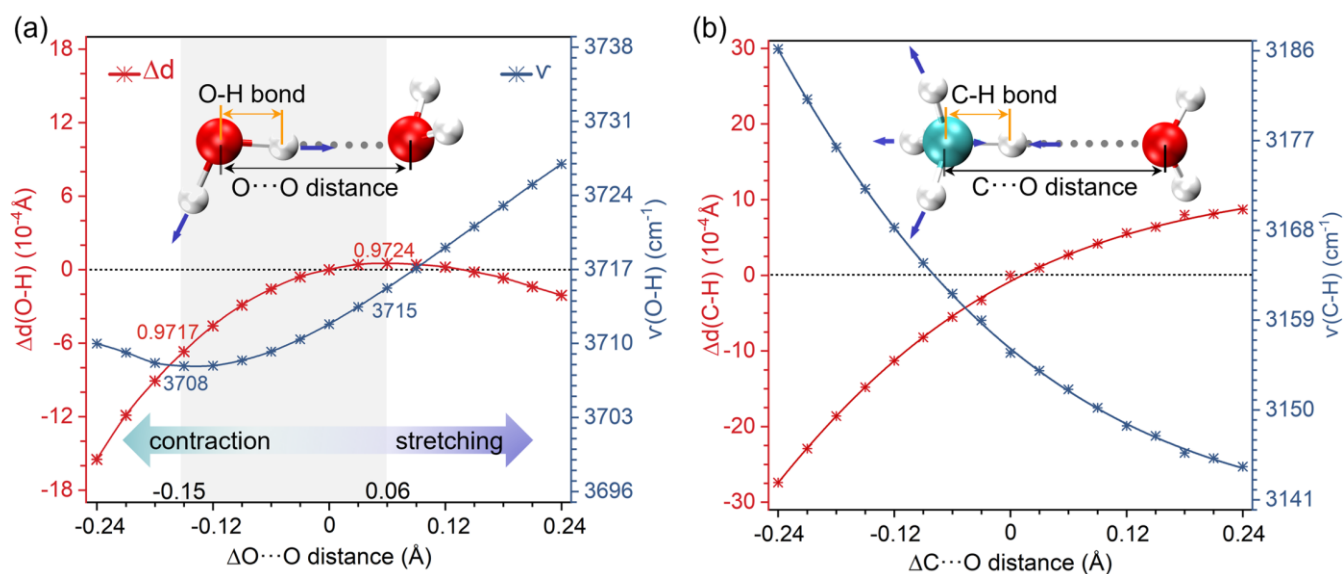 (a)
18
12
6
0
-6
-12
-18
Δd(O-H) (10⁻⁴Å)
Δd
ν
O-H bond
O···O distance
0.9724
0.9717
3715
3708
contraction
stretching
-0.15
0.06
-0.24
-0.12
0
0.12
0.24
ΔO···O distance (Å)
3738
3731
3724
3717
3710
3703
3696
ν(O-H) (cm⁻¹)
(b)
30
20
10
0
-10
-20
-30
Δd(C-H) (10⁻⁴Å)
C-H bond
C···O distance
-0.24
-0.12
0
0.12
0.24
ΔC···O distance (Å)
3186
3177
3168
3159
3150
3141
ν(C-H) (cm⁻¹)